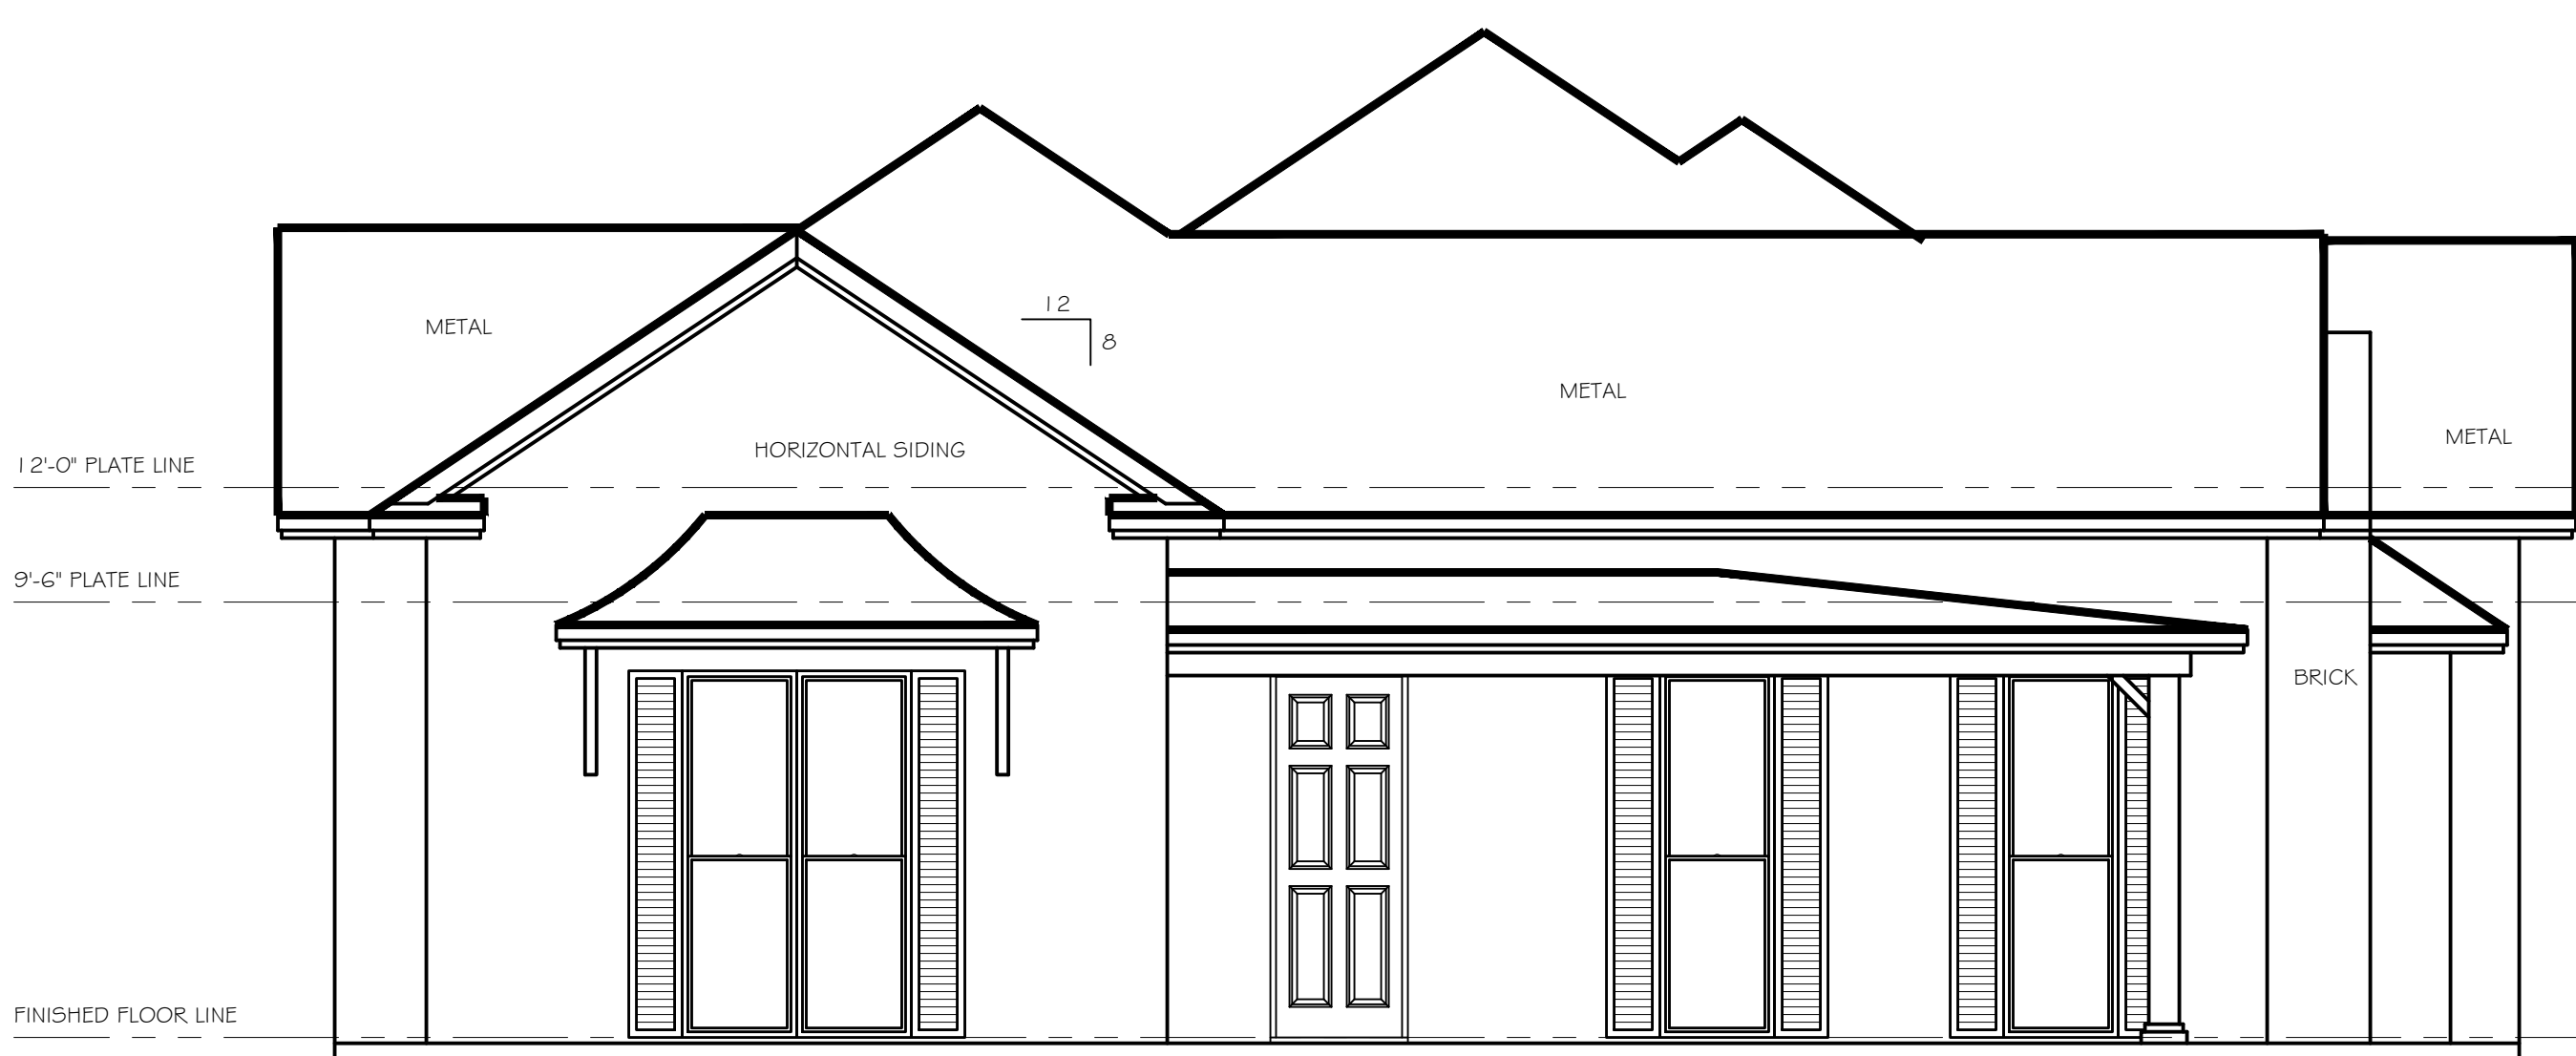 12
8
METAL
METAL
METAL
HORIZONTAL SIDING
12'-0" PLATE LINE
9'-6" PLATE LINE
BRICK
FINISHED FLOOR LINE